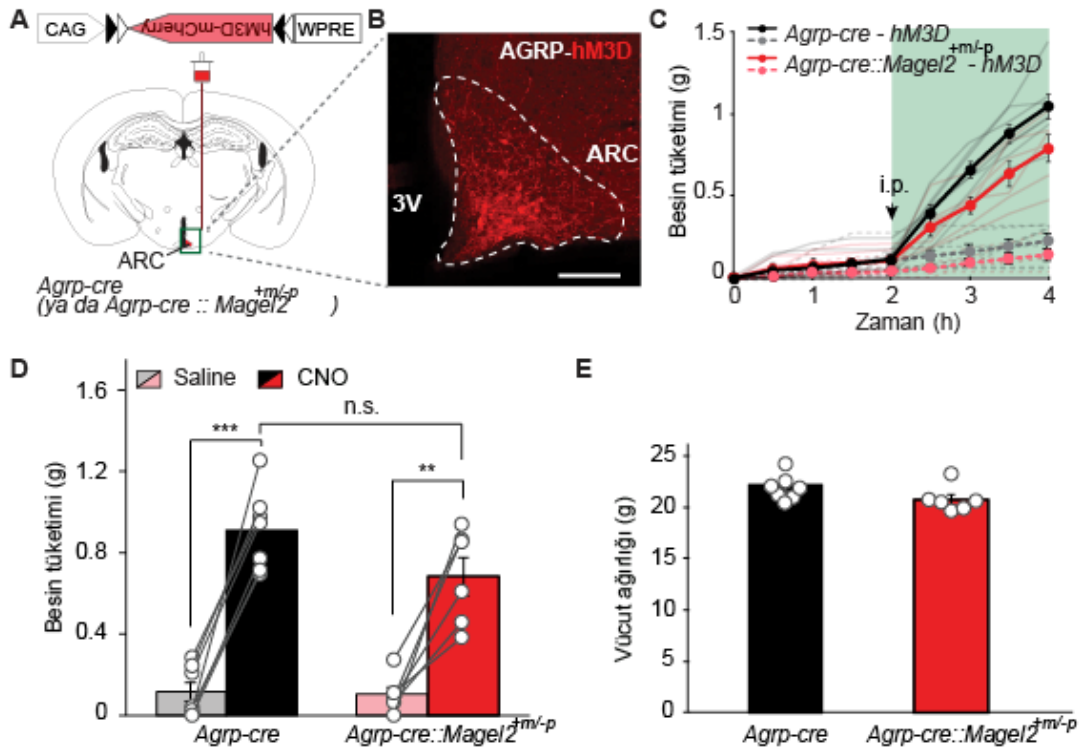 A
CAG
hM3D-mCherry
WPRE
ARC
Agrp-cre
(ya da Agrp-cre :: Magel2 +m/-p )
B
AGRP-hM3D
ARC
3V
C
Agrp-cre - hM3D
Agrp-cre::Magel2 +m/-p - hM3D
Besin tüketimi (g)
1.5
1
0.5
0
i.p.
0 1 2 3 4
Zaman (h)
D
Saline CNO
Besin tüketimi (g)
1.6
1.2
0.8
0.4
0
n.s.
***
**
Agrp-cre Agrp-cre::Magel2 +m/-p
E
Vücut ağırlığı (g)
25
20
15
10
5
0
Agrp-cre Agrp-cre::Magel2 +m/-p